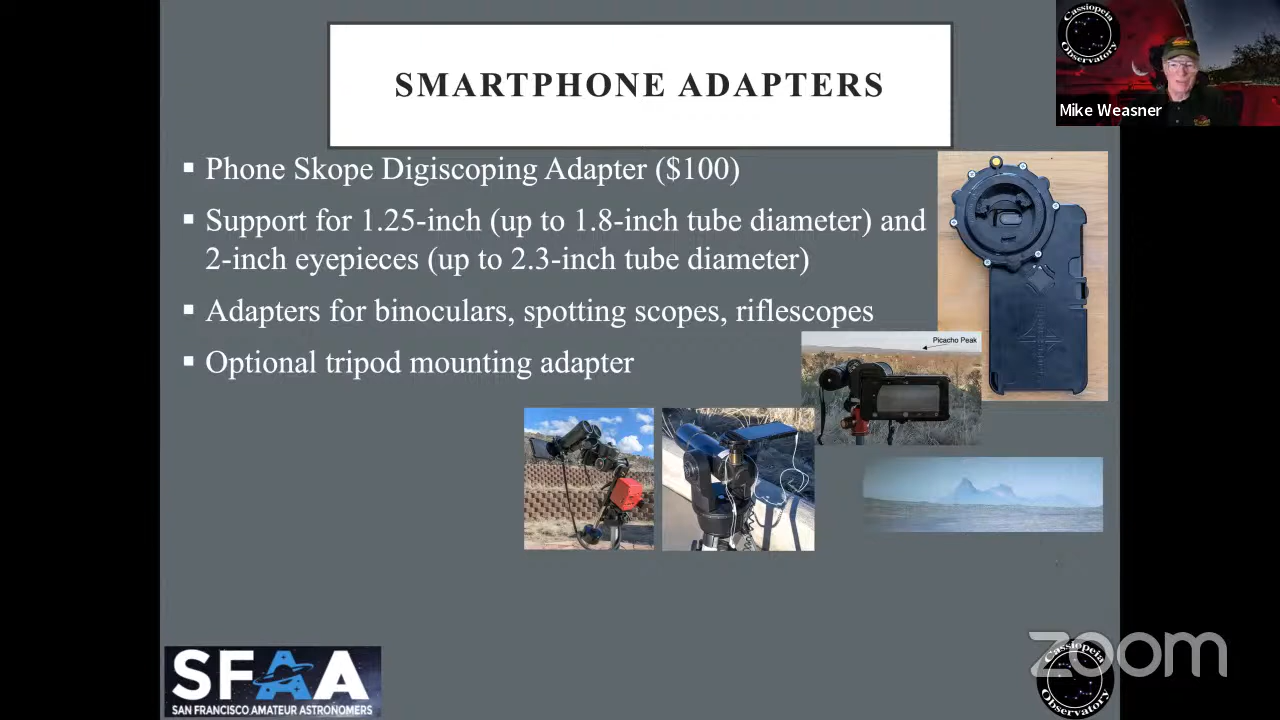 SMARTPHONE ADAPTERS
Cassiopeia
Observatory
Mike Weasner
▪ Phone Skope Digiscoping Adapter ($100)
▪ Support for 1.25-inch (up to 1.8-inch tube diameter) and
2-inch eyepieces (up to 2.3-inch tube diameter)
▪ Adapters for binoculars, spotting scopes, riflescopes
▪ Optional tripod mounting adapter
Picacho Peak
SFAA
SAN FRANCISCO AMATEUR ASTRONOMERS
zoom
Cassiopeia
Observatory